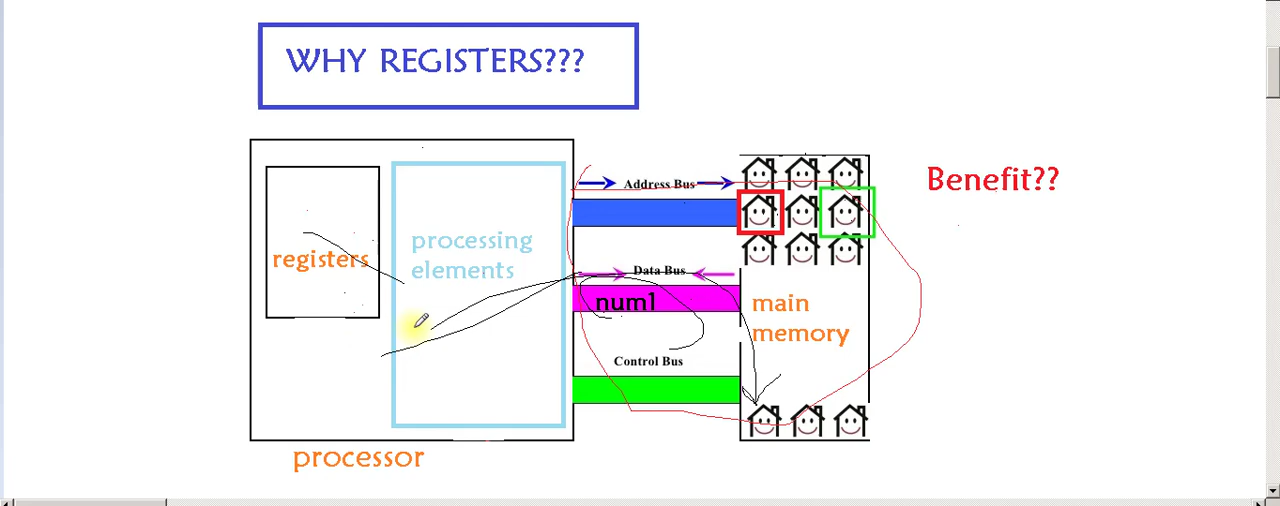 WHY REGISTERS???
Address Bus
Benefit??
processing
elements
registers
Data Bus
num1
main
memory
Control Bus
processor